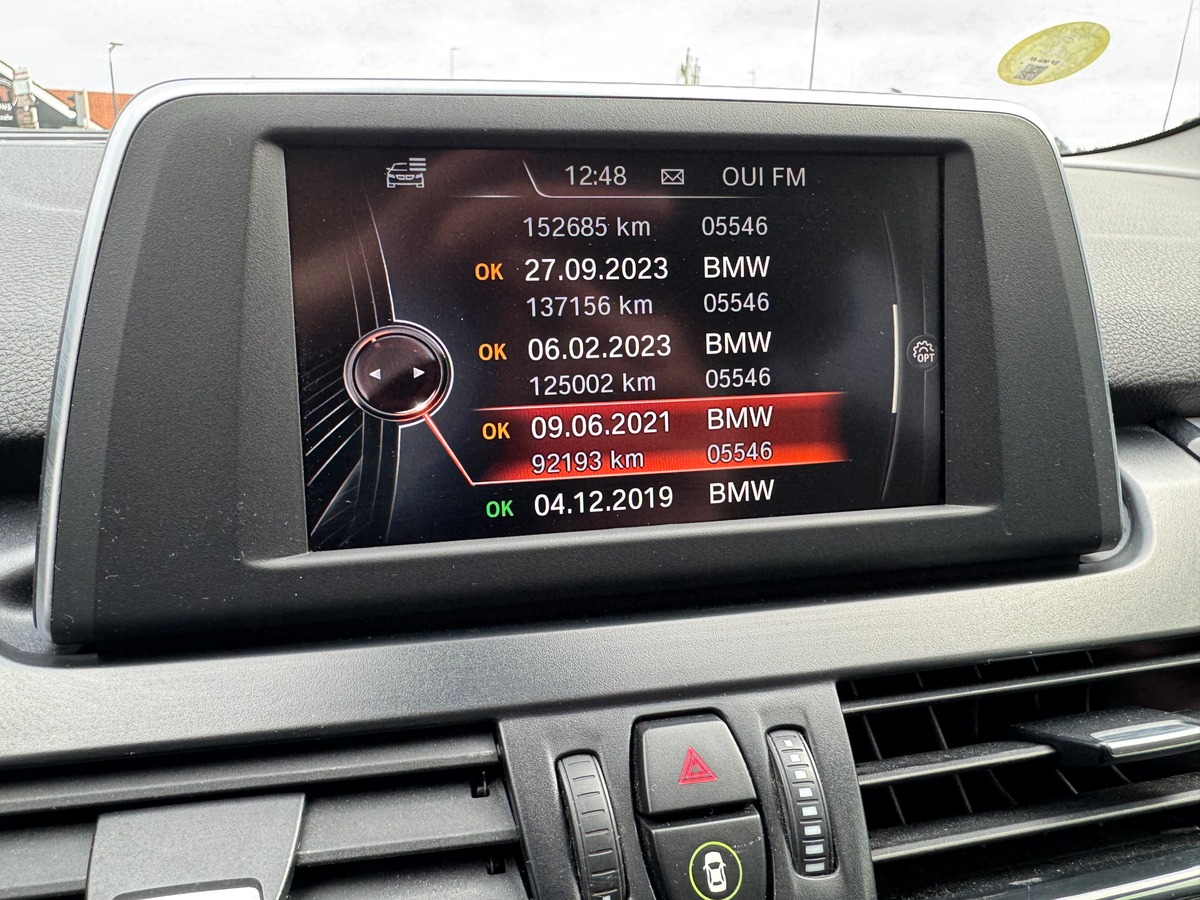 12:48 OUI FM
152685 km 05546
OK 27.09.2023 BMW
137156 km 05546
OK 06.02.2023 BMW
125002 km 05546
OK 09.06.2021 BMW
92193 km 05546
OK 04.12.2019 BMW
OPT